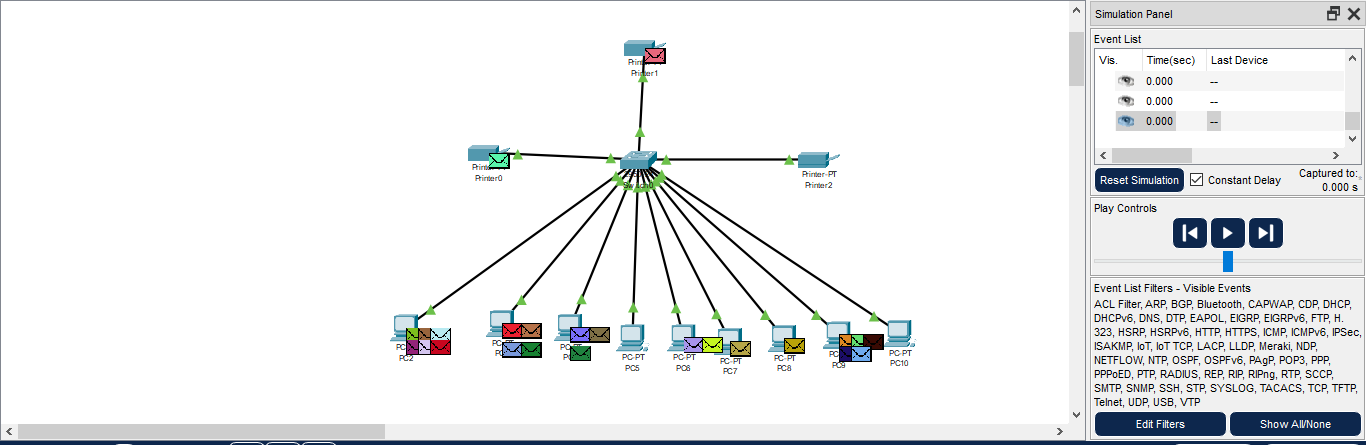 Simulation Panel
Event List
Vis. Time(sec) Last Device
0.000 --
0.000 --
0.000 --
Reset Simulation Constant Delay Captured to:
0.000 s
Play Controls
Event List Filters - Visible Events
ACL Filter, ARP, BGP, Bluetooth, CAPWAP, CDP, DHCP,
DHCPv6, DNS, DTP, EAPOL, EIGRP, EIGRPv6, FTP, H.
323, HSRP, HSRPv6, HTTP, HTTPS, ICMP, ICMPv6, IPSec,
ISAKMP, IoT, IoT TCP, LACP, LLDP, Meraki, NDP,
NETFLOW, NTP, OSPF, OSPFv6, PAgP, POP3, PPP,
PPPoED, PTP, RADIUS, REP, RIP, RIPng, RTP, SCCP,
SMTP, SNMP, SSH, STP, SYSLOG, TACACS, TCP, TFTP,
Telnet, UDP, USB, VTP
Edit Filters Show All/None
Printer1
Printer0
Switch0
Printer-PT
Printer2
PC2
PC-PT
PC5
PC-PT
PC6
PC-PT
PC7
PC-PT
PC8
PC9
PC-PT
PC10